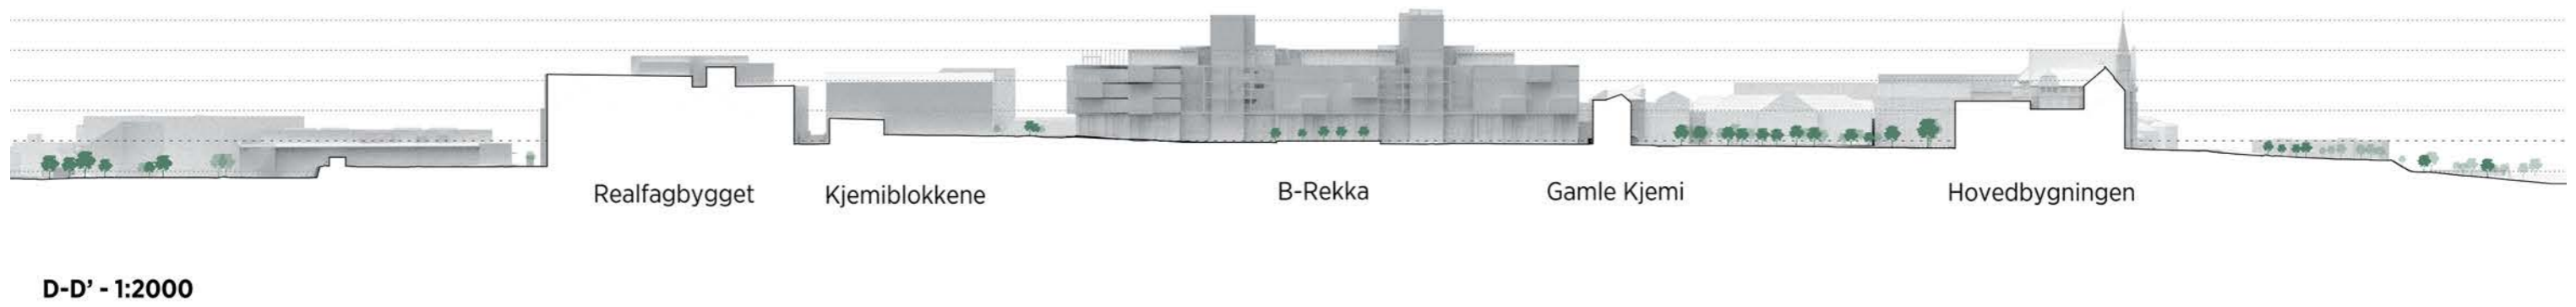 Realfagbygget
Kjemiblokkene
B-Rekka
Gamle Kjemi
Hovedbygningen
D-D’ - 1:2000